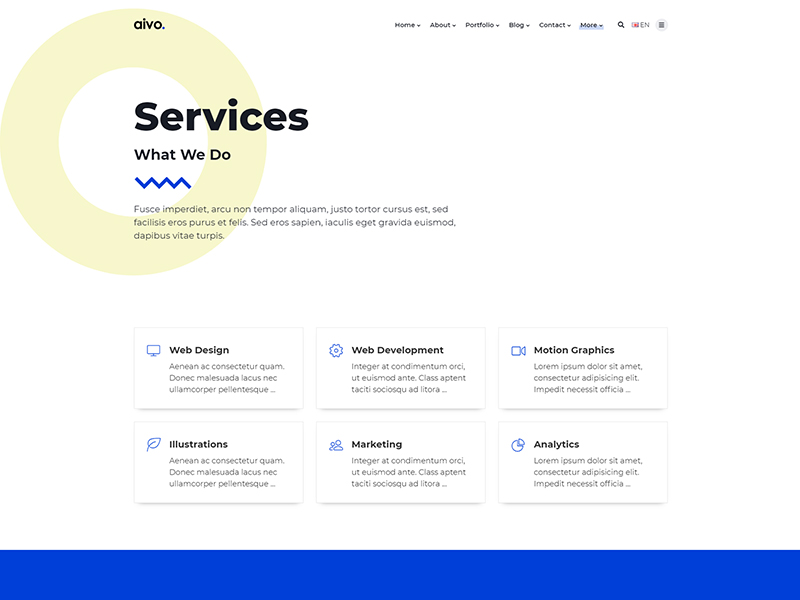 aivo.
Home About Portfolio Blog Contact More EN
Services
What We Do
Fusce imperdiet, arcu non tempor aliquam, justo tortor cursus est, sed
facilisis eros purus et felis. Sed eros sapien, iaculis eget gravida euismod,
dapibus vitae turpis.
Web Design
Aenean ac consectetur quam.
Donec malesuada lacus nec
ullamcorper pellentesque ...
Web Development
Integer at condimentum orci,
ut euismod ante. Class aptent
taciti sociosqu ad litora ...
Motion Graphics
Lorem ipsum dolor sit amet,
consectetur adipisicing elit.
Impedit necessit officia ...
Illustrations
Aenean ac consectetur quam.
Donec malesuada lacus nec
ullamcorper pellentesque ...
Marketing
Integer at condimentum orci,
ut euismod ante. Class aptent
taciti sociosqu ad litora ...
Analytics
Lorem ipsum dolor sit amet,
consectetur adipisicing elit.
Impedit necessit officia ...